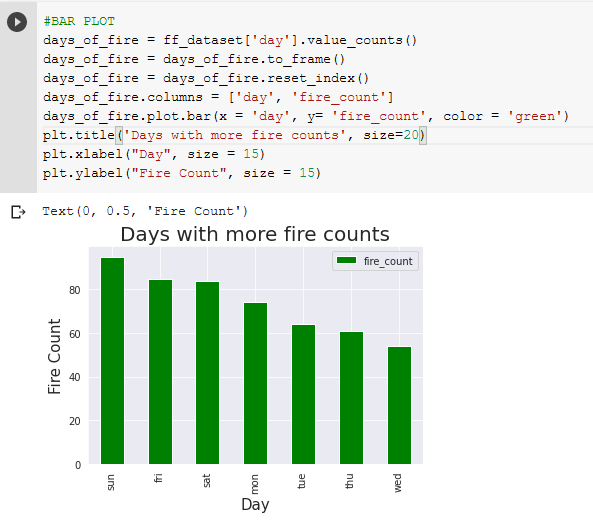 #BAR PLOT
days_of_fire = ff_dataset['day'].value_counts()
days_of_fire = days_of_fire.to_frame()
days_of_fire = days_of_fire.reset_index()
days_of_fire.columns = ['day', 'fire_count']
days_of_fire.plot.bar(x = 'day', y= 'fire_count', color = 'green')
plt.title('Days with more fire counts', size=20)
plt.xlabel("Day", size = 15)
plt.ylabel("Fire Count", size = 15)
Text(0, 0.5, 'Fire Count')
Days with more fire counts
fire_count
80
60
40
20
0
Fire Count
sun
fri
sat
mon
tue
thu
wed
Day